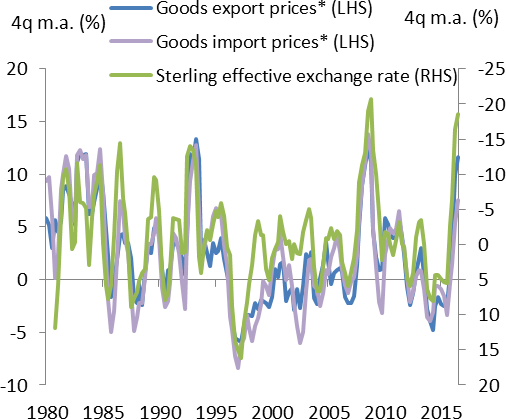 Goods export prices* (LHS)
4q m.a. (%)
4q m.a. (%)
Goods import prices* (LHS)
Sterling effective exchange rate (RHS)
20
15
10
5
0
-5
-10
-25
-20
-15
-10
-5
0
5
10
15
20
1980 1985 1990 1995 2000 2005 2010 2015